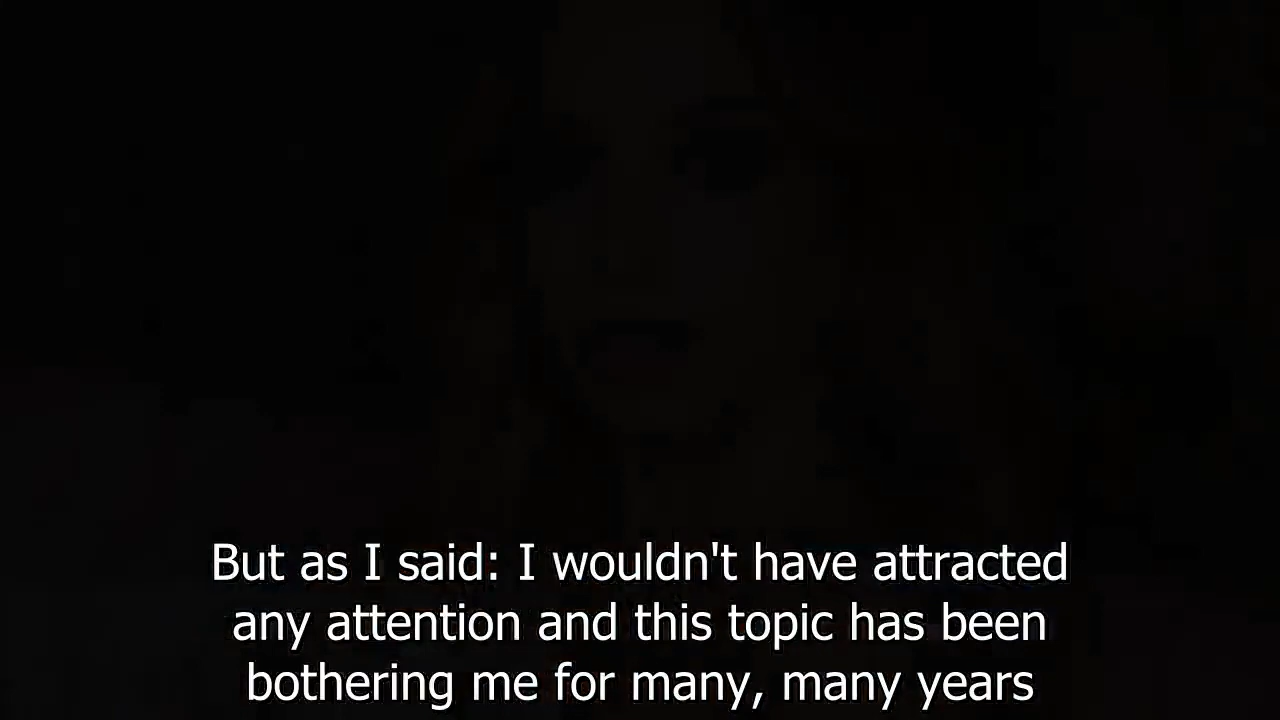 But as I said: I wouldn't have attracted
any attention and this topic has been
bothering me for many, many years